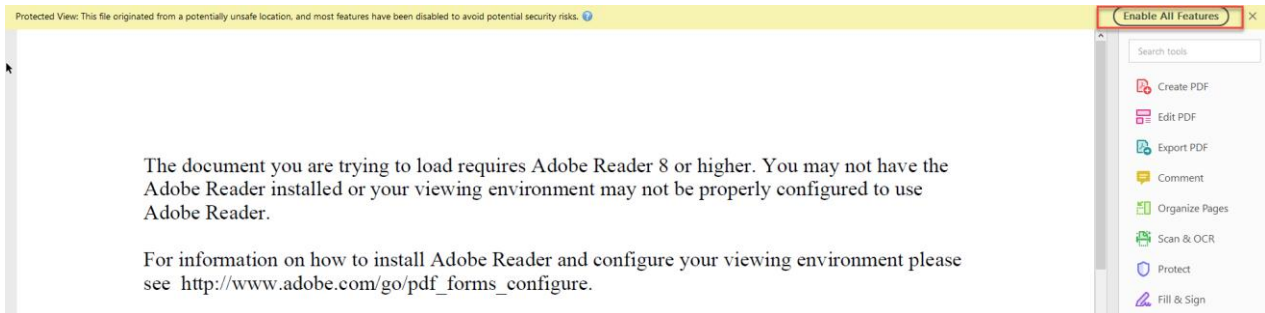 Protected View: This file originated from a potentially unsafe location, and most features have been disabled to avoid potential security risks.
Enable All Features
Search tools
Create PDF
Edit PDF
Export PDF
Comment
Organize Pages
Scan & OCR
Protect
Fill & Sign
The document you are trying to load requires Adobe Reader 8 or higher. You may not have the
Adobe Reader installed or your viewing environment may not be properly configured to use
Adobe Reader.
For information on how to install Adobe Reader and configure your viewing environment please
see http://www.adobe.com/go/pdf_forms_configure.